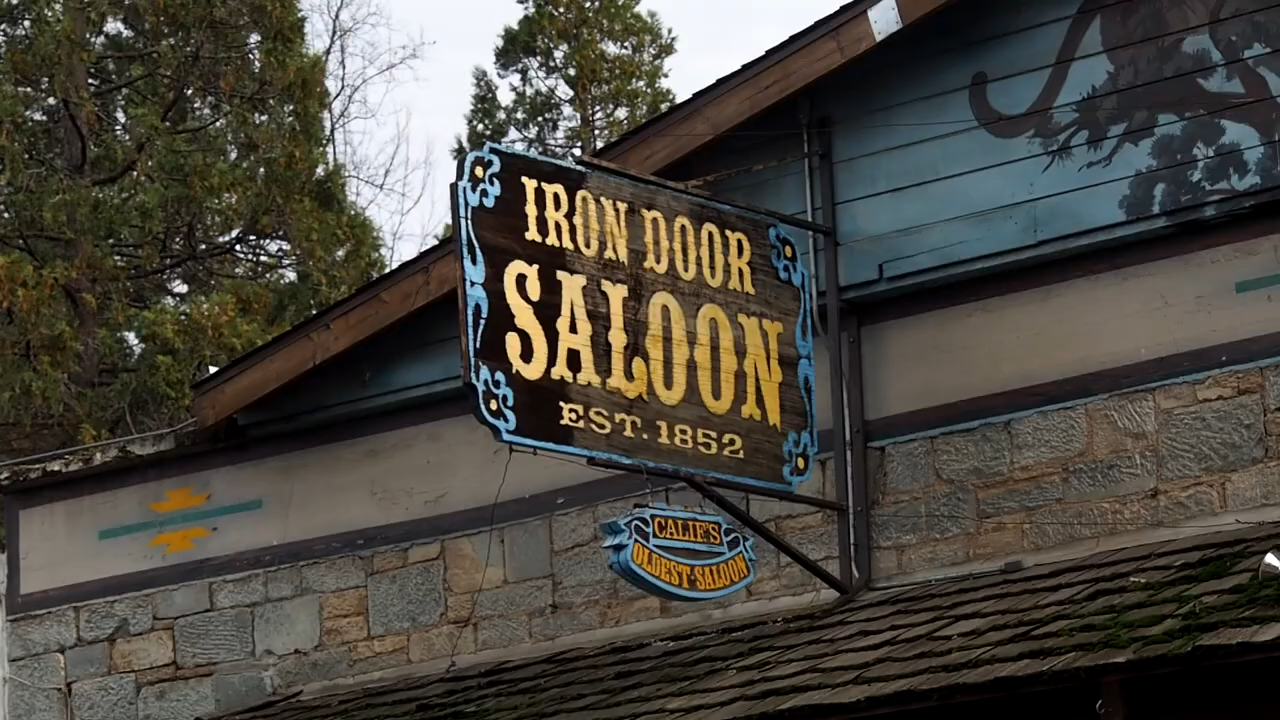 IRON DOOR
SALOON
EST. 1852
CALIF'S
OLDEST SALOON